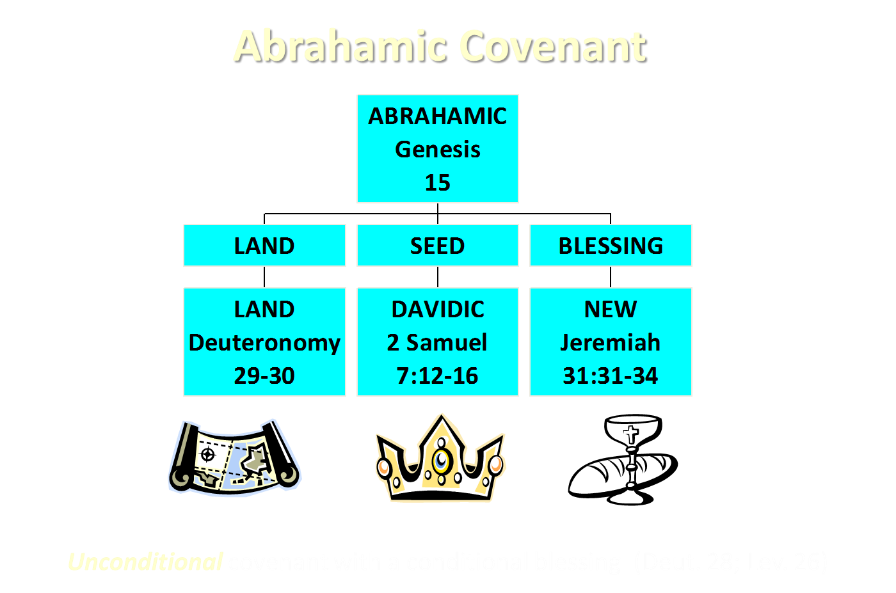 Abrahamic Covenant
ABRAHAMIC
Genesis
15
LAND
SEED
BLESSING
LAND
Deuteronomy
29-30
DAVIDIC
2 Samuel
7:12-16
NEW
Jeremiah
31:31-34
Unconditional